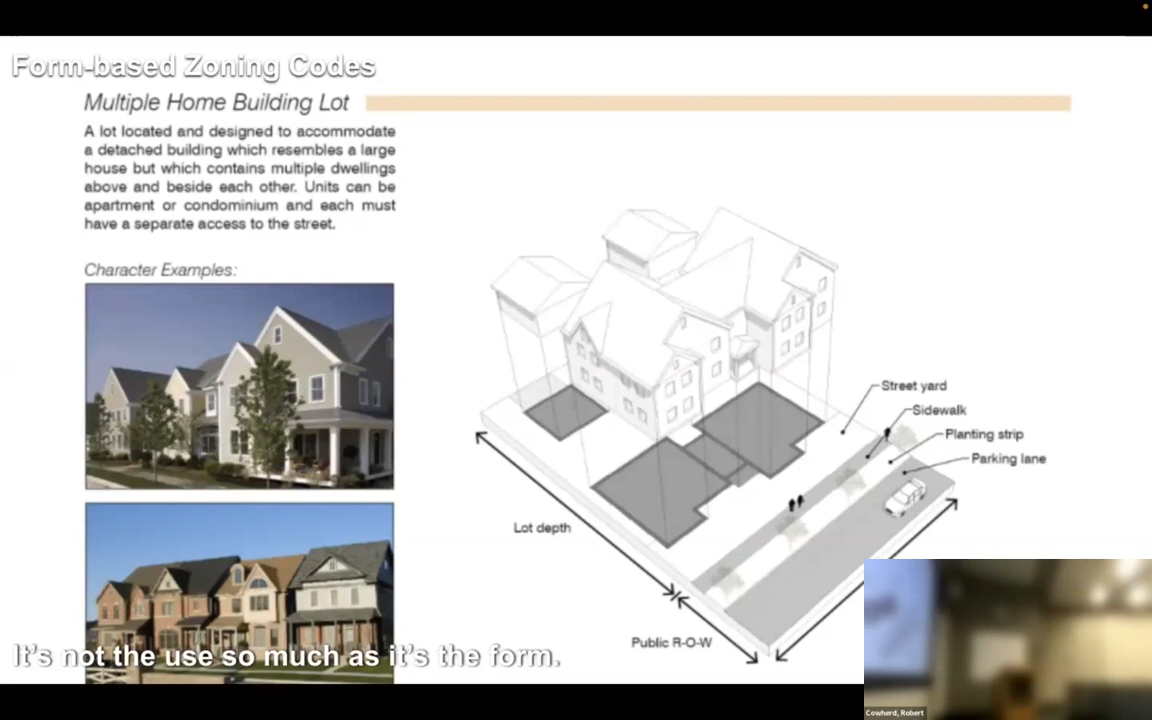 Form-based Zoning Codes
Multiple Home Building Lot
A lot located and designed to accommodate
a detached building which resembles a large
house but which contains multiple dwellings
above and beside each other. Units can be
apartment or condominium and each must
have a separate access to the street.
Character Examples:
Street yard
Sidewalk
Planting strip
Parking lane
Lot depth
Public R-O-W
It's not the use so much as it's the form.
Cowherd, Robert